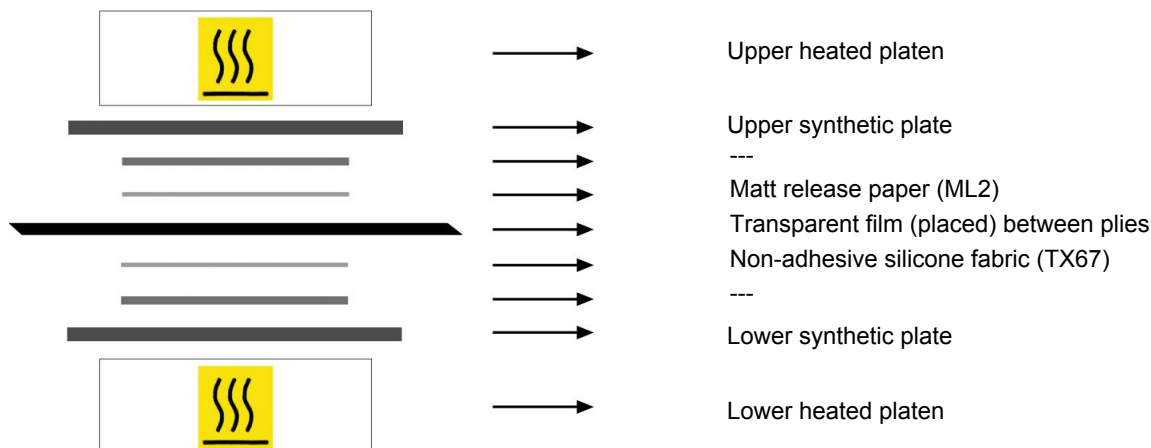 Upper heated platen
Upper synthetic plate
---
Matt release paper (ML2)
Transparent film (placed) between plies
Non-adhesive silicone fabric (TX67)
---
Lower synthetic plate
Lower heated platen